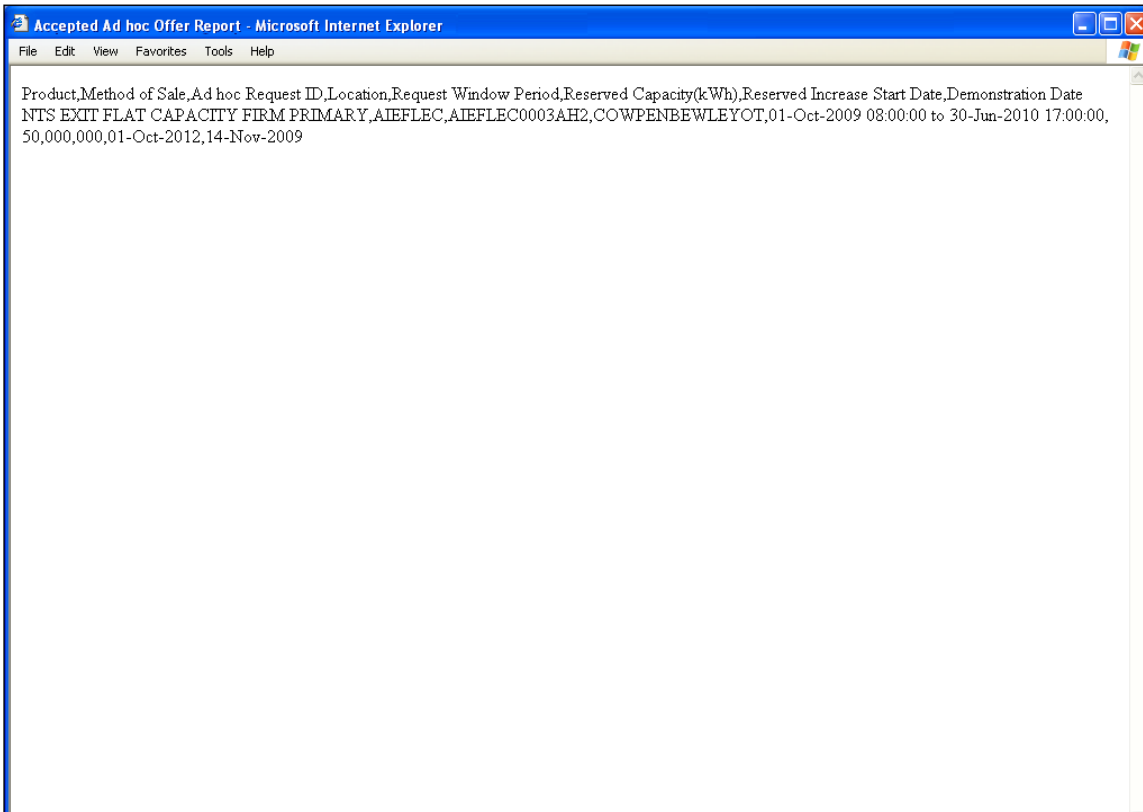 Accepted Ad hoc Offer Report - Microsoft Internet Explorer
File Edit View Favorites Tools Help
Product,Method of Sale,Ad hoc Request ID,Location,Request Window Period,Reserved Capacity(kWh),Reserved Increase Start Date,Demonstration Date
NTS EXIT FLAT CAPACITY FIRM PRIMARY,AIEFLEC,AIEFLEC0003AH2,COWPENBEWLEYOT,01-Oct-2009 08:00:00 to 30-Jun-2010 17:00:00,
50,000,000,01-Oct-2012,14-Nov-2009